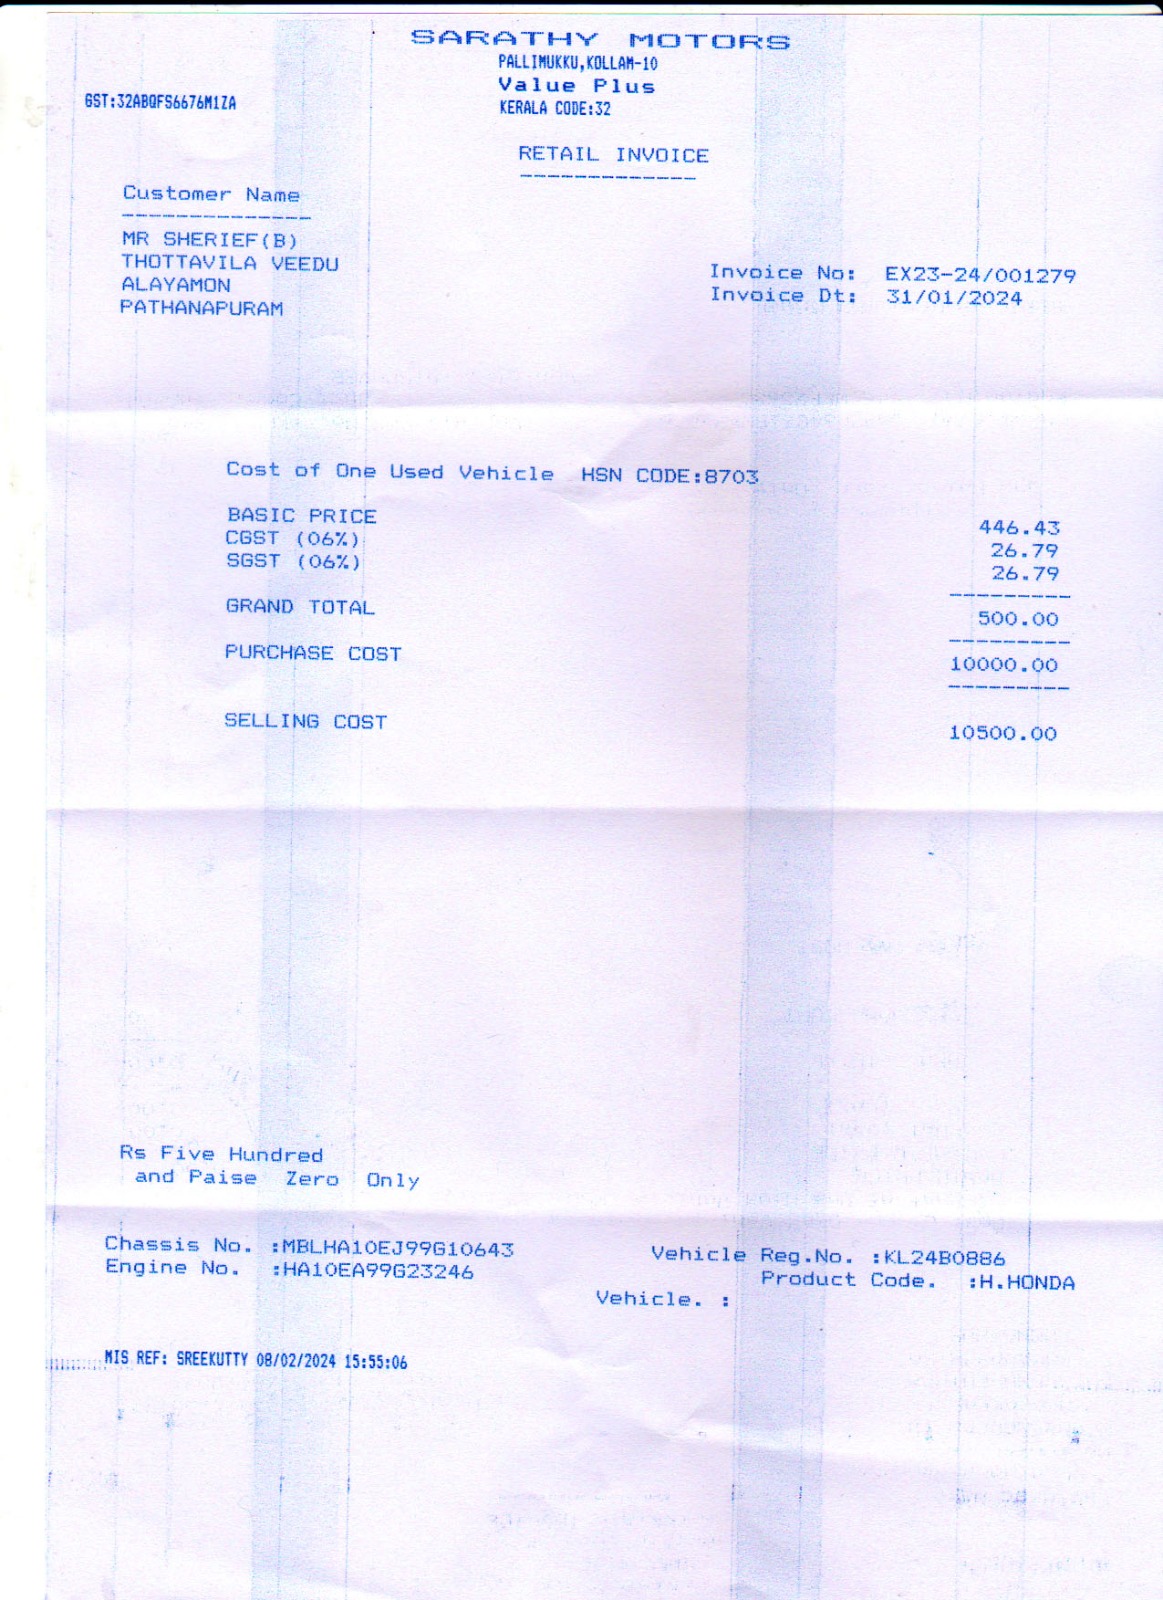 SARATHY MOTORS
PALLIMUKKU,KOLLAM-10
Value Plus
GST:32ABQFS6676M1ZA
KERALA CODE:32
RETAIL INVOICE
Customer Name
MR SHERIEF(B)
THOTTAVILA VEEDU
ALAYAMON
PATHANAPURAM
Invoice No: EX23-24/001279
Invoice Dt: 31/01/2024
Cost of One Used Vehicle HSN CODE:8703
BASIC PRICE 446.43
CGST (06%) 26.79
SGST (06%) 26.79
GRAND TOTAL 500.00
PURCHASE COST 10000.00
SELLING COST 10500.00
Rs Five Hundred
and Paise Zero Only
Chassis No. :MBLHA10EJ99G10643 Vehicle Reg.No. :KL24B0886
Engine No. :HA10EA99G23246 Product Code. :H.HONDA
Vehicle. :
MIS REF: SREEKUTTY 08/02/2024 15:55:06